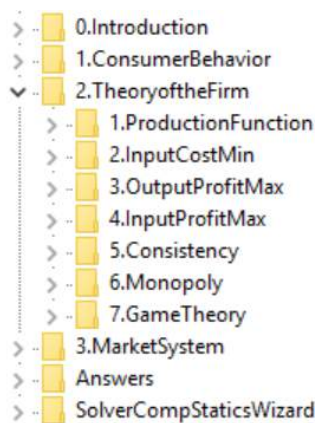 0.Introduction
1.ConsumerBehavior
2.TheoryoftheFirm
1.ProductionFunction
2.InputCostMin
3.OutputProfitMax
4.InputProfitMax
5.Consistency
6.Monopoly
7.GameTheory
3.MarketSystem
Answers
SolverCompStaticsWizard